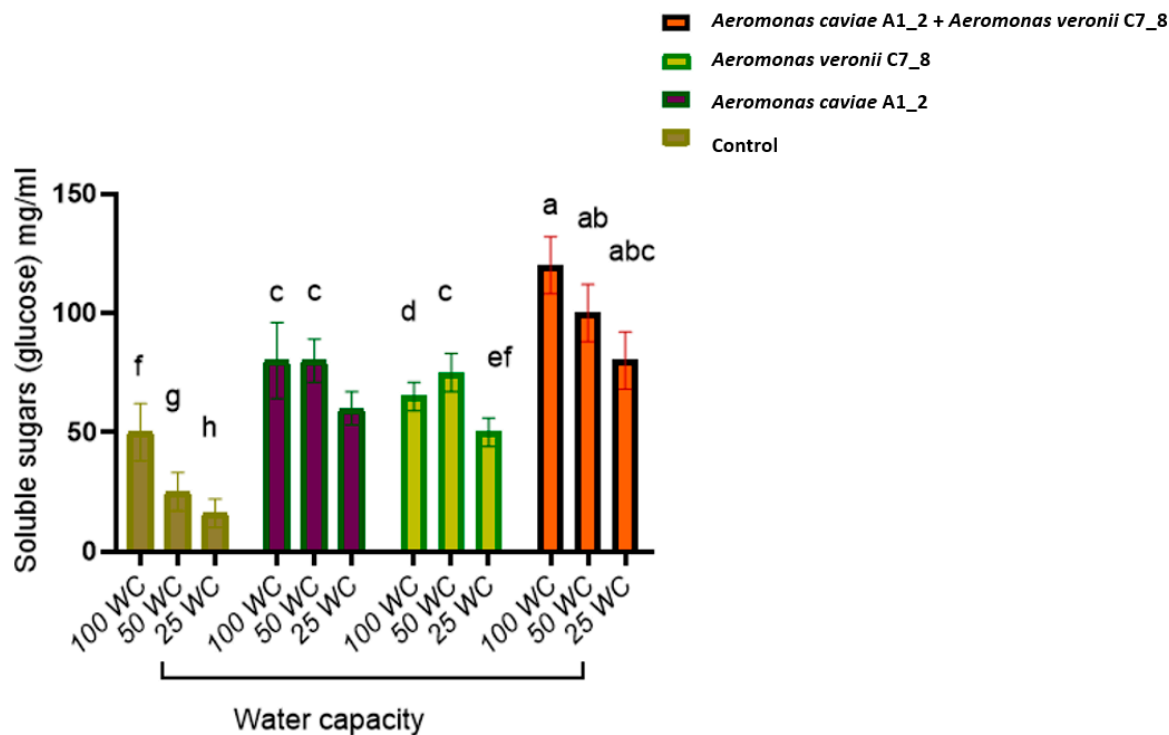 Aeromonas caviae A1_2 + Aeromonas veronii C7_8
Aeromonas veronii C7_8
Aeromonas caviae A1_2
Control
Soluble sugars (glucose) mg/ml
150
100
50
0
f
g
h
c
c
d
c
ef
a
ab
abc
100 WC
50 WC
25 WC
100 WC
50 WC
25 WC
100 WC
50 WC
25 WC
100 WC
50 WC
25 WC
Water capacity